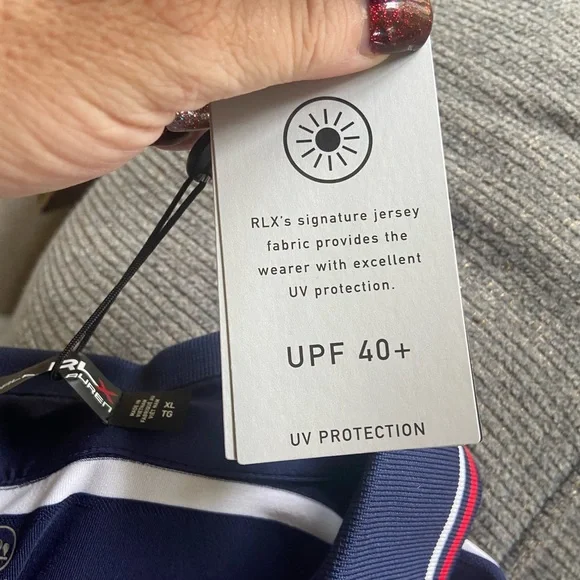 RLX's signature jersey
fabric provides the
wearer with excellent
UV protection.
UPF 40+
UV PROTECTION
RLX
XL
TG